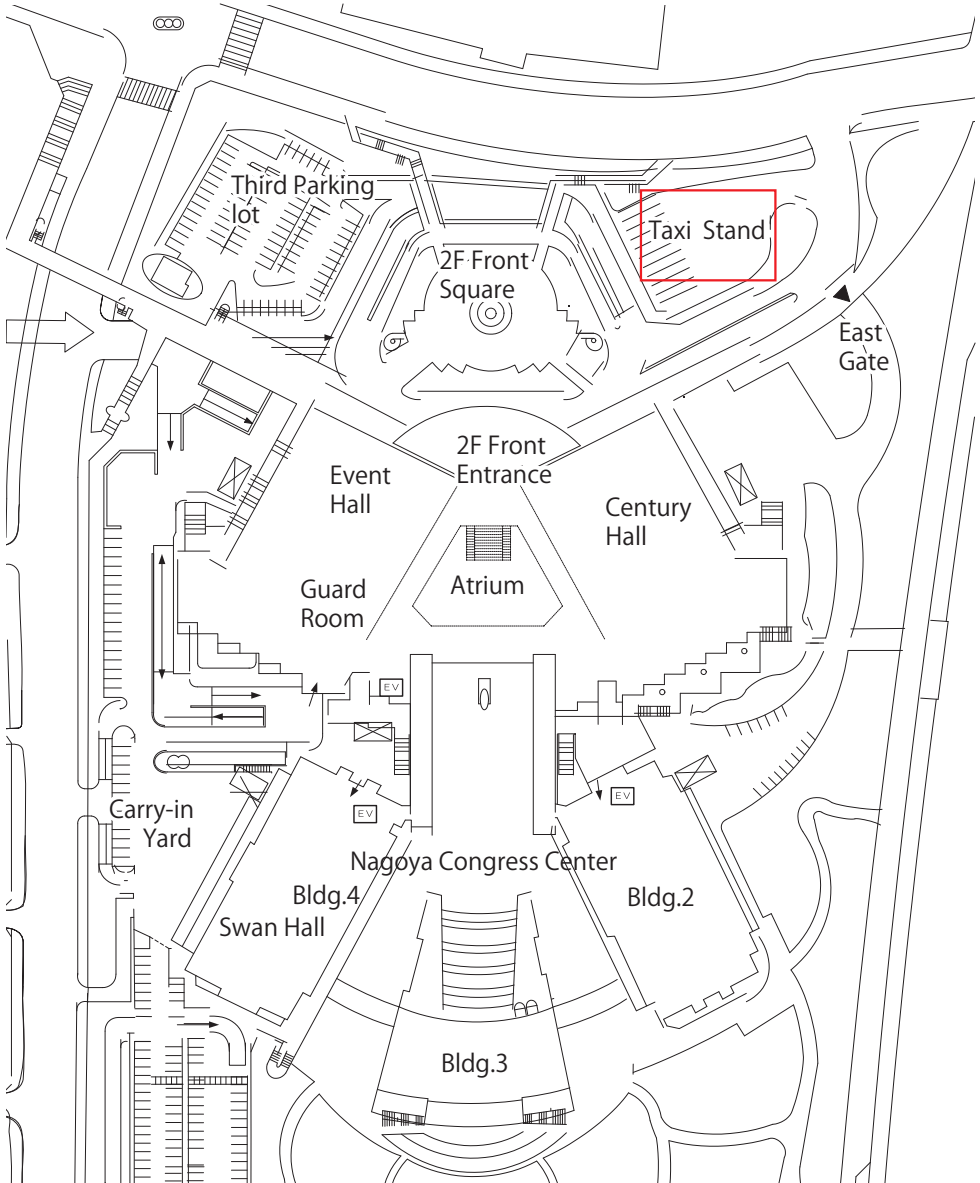 Third Parking
lot
Taxi Stand
2F Front
Square
East
Gate
2F Front
Entrance
Event
Hall
Century
Hall
Atrium
Guard
Room
EV
EV
EV
Carry-in
Yard
Nagoya Congress Center
Bldg.4
Swan Hall
Bldg.2
Bldg.3